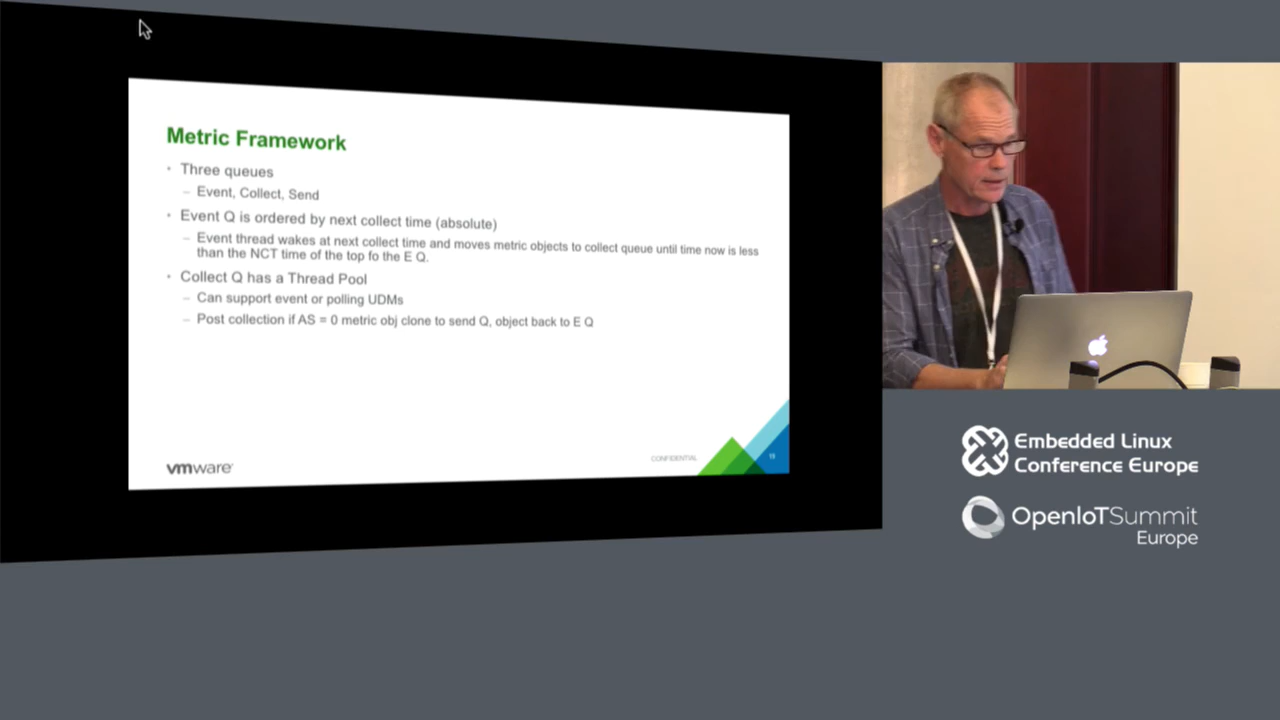 Metric Framework
• Three queues
– Event, Collect, Send
• Event Q is ordered by next collect time (absolute)
– Event thread wakes at next collect time and moves metric objects to collect queue until time now is less
than the NCT time of the top fo the E Q.
• Collect Q has a Thread Pool
– Can support event or polling UDMs
– Post collection if AS = 0 metric obj clone to send Q, object back to E Q
vmware
CONFIDENTIAL
Embedded Linux
Conference Europe
OpenIoTSummit
Europe